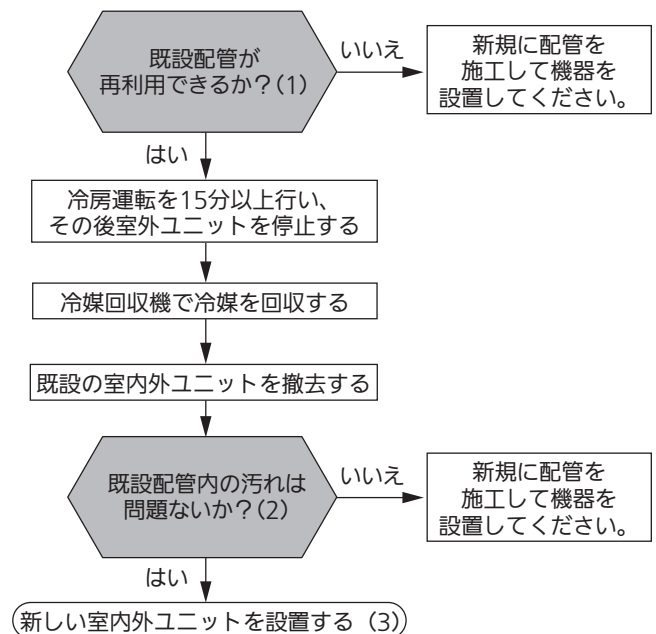 既設配管が
再利用できるか？(1)
いいえ
新規に配管を
施工して機器を
設置してください。
はい
冷房運転を15分以上行い、
その後室外ユニットを停止する
冷媒回収機で冷媒を回収する
既設の室内外ユニットを撤去する
既設配管内の汚れは
問題ないか？(2)
いいえ
新規に配管を
施工して機器を
設置してください。
はい
新しい室内外ユニットを設置する（3）